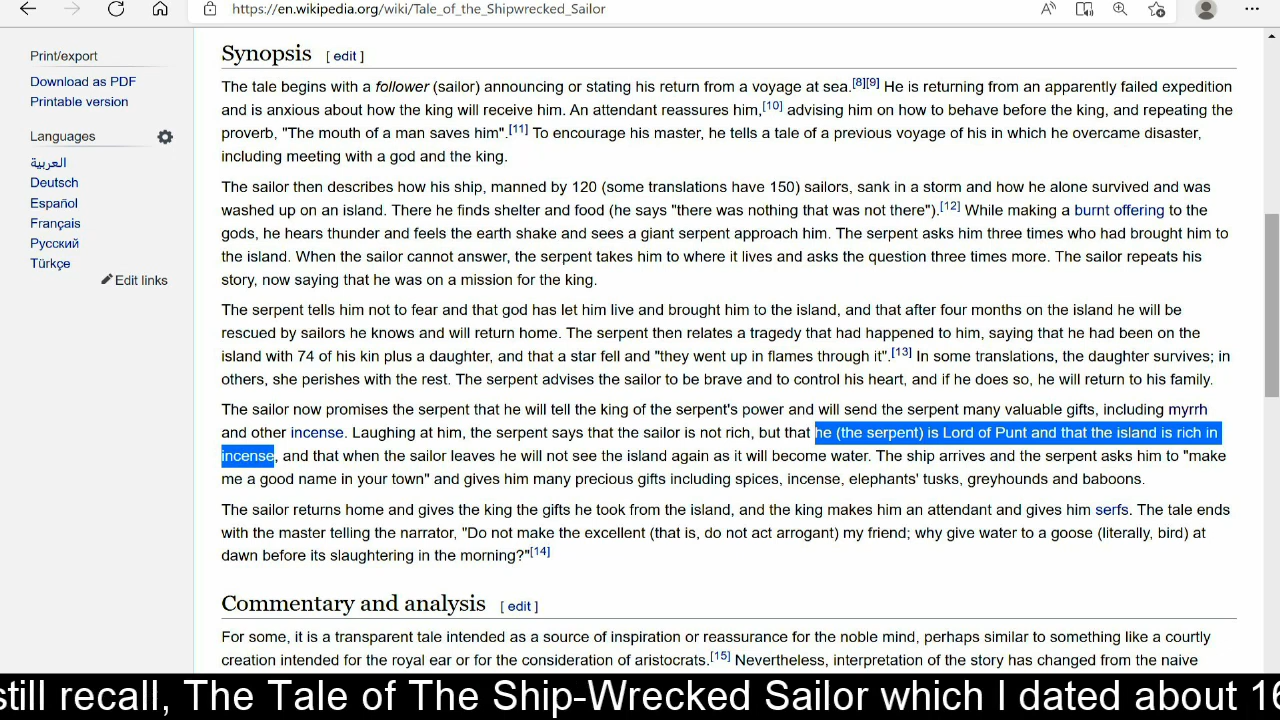 https://en.wikipedia.org/wiki/Tale_of_the_Shipwrecked_Sailor
Print/export
Download as PDF
Printable version
Languages
العربية
Deutsch
Español
Français
Русский
Türkçe
Edit links
Synopsis [ edit ]
The tale begins with a follower (sailor) announcing or stating his return from a voyage at sea.[8][9] He is returning from an apparently failed expedition
and is anxious about how the king will receive him. An attendant reassures him,[10] advising him on how to behave before the king, and repeating the
proverb, "The mouth of a man saves him".[11] To encourage his master, he tells a tale of a previous voyage of his in which he overcame disaster,
including meeting with a god and the king.
The sailor then describes how his ship, manned by 120 (some translations have 150) sailors, sank in a storm and how he alone survived and was
washed up on an island. There he finds shelter and food (he says "there was nothing that was not there").[12] While making a burnt offering to the
gods, he hears thunder and feels the earth shake and sees a giant serpent approach him. The serpent asks him three times who had brought him to
the island. When the sailor cannot answer, the serpent takes him to where it lives and asks the question three times more. The sailor repeats his
story, now saying that he was on a mission for the king.
The serpent tells him not to fear and that god has let him live and brought him to the island, and that after four months on the island he will be
rescued by sailors he knows and will return home. The serpent then relates a tragedy that had happened to him, saying that he had been on the
island with 74 of his kin plus a daughter, and that a star fell and "they went up in flames through it".[13] In some translations, the daughter survives; in
others, she perishes with the rest. The serpent advises the sailor to be brave and to control his heart, and if he does so, he will return to his family.
The sailor now promises the serpent that he will tell the king of the serpent's power and will send the serpent many valuable gifts, including myrrh
and other incense. Laughing at him, the serpent says that the sailor is not rich, but that he (the serpent) is Lord of Punt and that the island is rich in
incense, and that when the sailor leaves he will not see the island again as it will become water. The ship arrives and the serpent asks him to "make
me a good name in your town" and gives him many precious gifts including spices, incense, elephants' tusks, greyhounds and baboons.
The sailor returns home and gives the king the gifts he took from the island, and the king makes him an attendant and gives him serfs. The tale ends
with the master telling the narrator, "Do not make the excellent (that is, do not act arrogant) my friend; why give water to a goose (literally, bird) at
dawn before its slaughtering in the morning?"[14]
Commentary and analysis [ edit ]
For some, it is a transparent tale intended as a source of inspiration or reassurance for the noble mind, perhaps similar to something like a courtly
creation intended for the royal ear or for the consideration of aristocrats.[15] Nevertheless, interpretation of the story has changed from the naive
still recall, The Tale of The Ship-Wrecked Sailor which I dated about 16